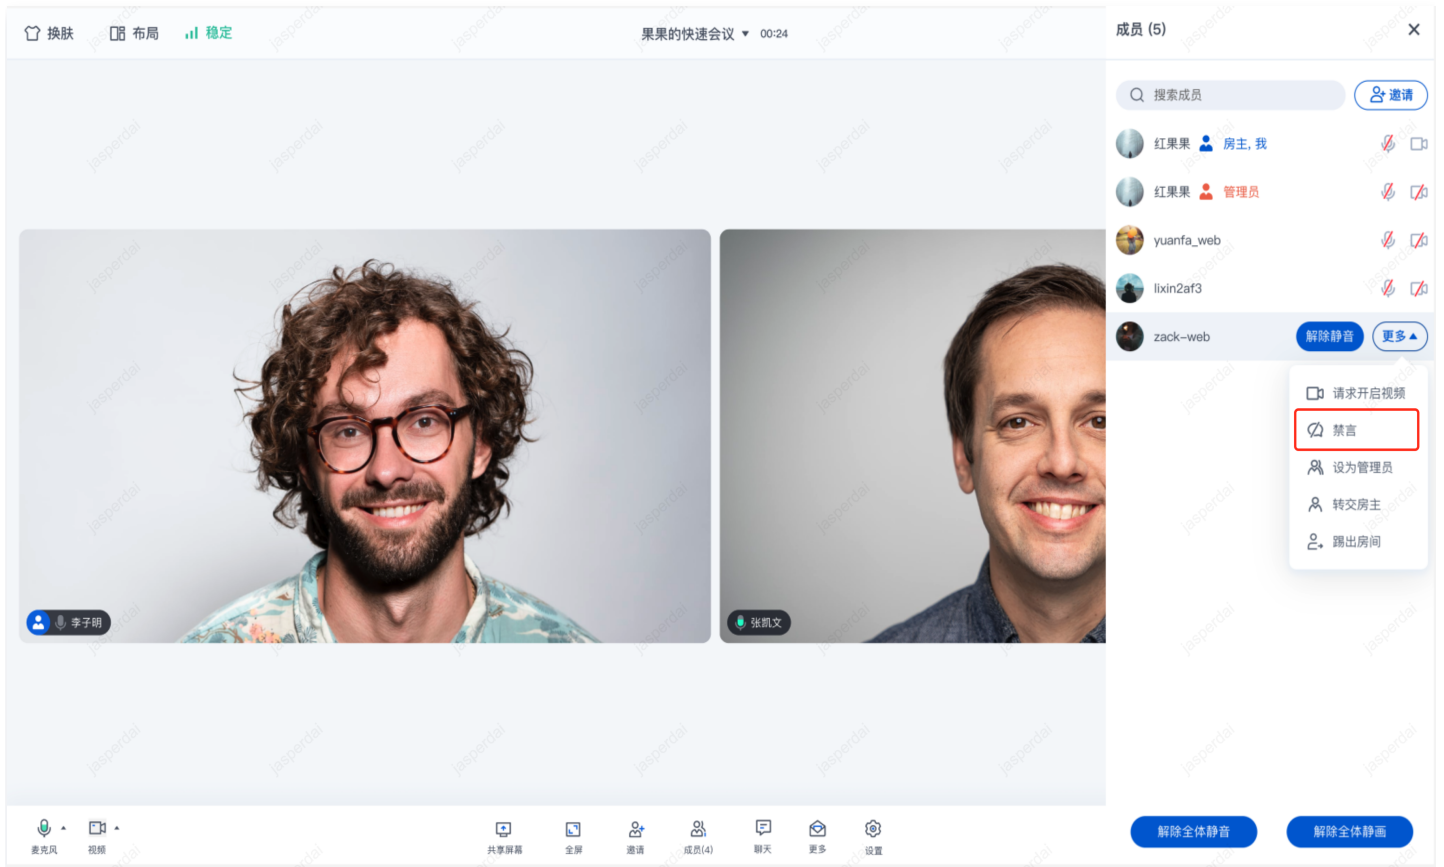 换肤 布局 稳定 果果的快速会议 ▼ 00:24
成员 (5)
搜索成员 邀请
红果果 房主, 我
红果果 管理员
yuanfa_web
lixin2af3
zack-web 解除静音 更多▲
请求开启视频
禁言
设为管理员
转交房主
踢出房间
李子明
张凯文
麦克风 视频 共享屏幕 全屏 邀请 成员(4) 聊天 更多 设置
解除全体静音 解除全体静画
jasperdai